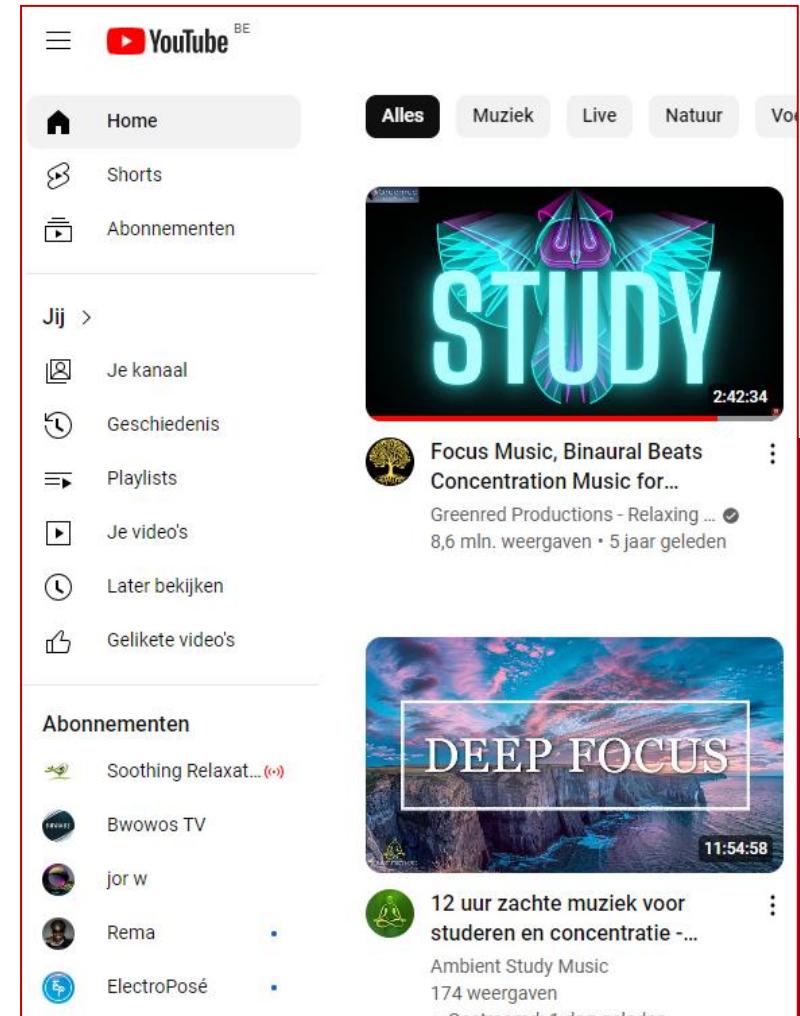 YouTube BE
Home
Shorts
Abonnementen
Jij
Je kanaal
Geschiedenis
Playlists
Je video's
Later bekijken
Gelikete video's
Abonnementen
Soothing Relaxat...
Bwowos TV
jor w
Rema
ElectroPosé
Alles Muziek Live Natuur
STUDY
2:42:34
Focus Music, Binaural Beats
Concentration Music for...
Greenred Productions - Relaxing ...
8,6 mln. weergaven • 5 jaar geleden
DEEP FOCUS
11:54:58
12 uur zachte muziek voor
studeren en concentratie -...
Ambient Study Music
174 weergaven